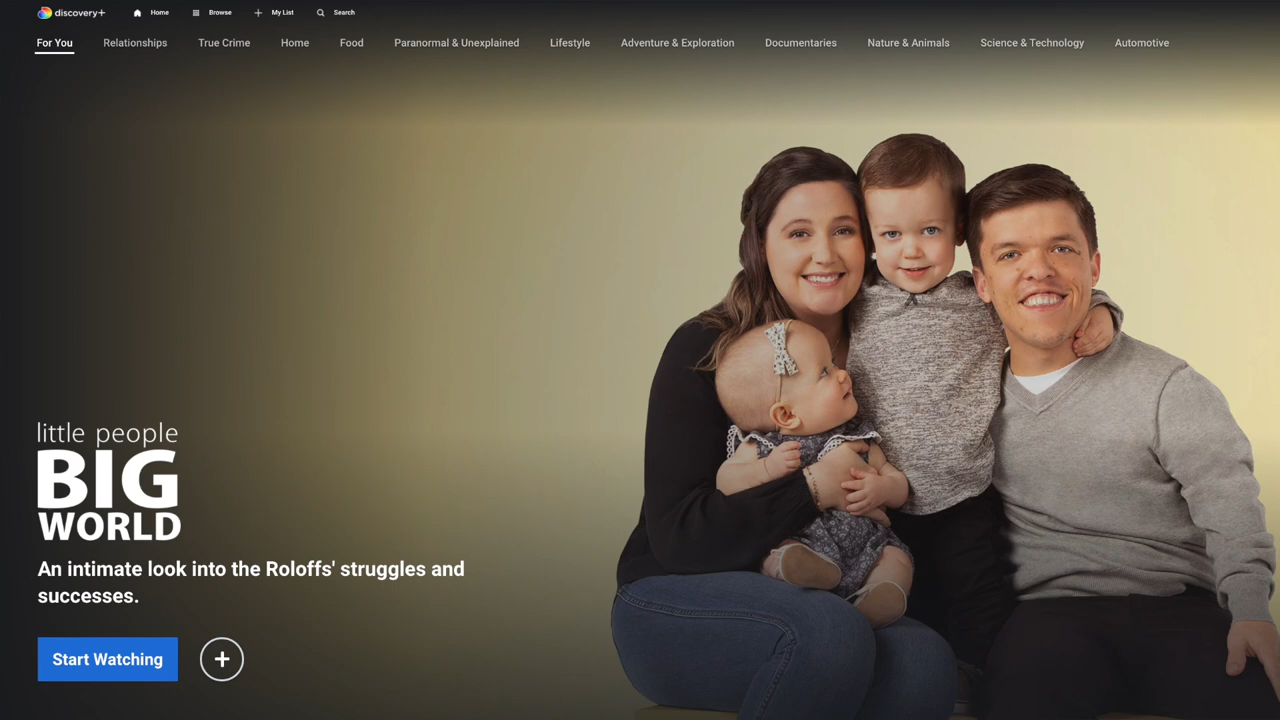 discovery+ Home Browse My List Search
For You Relationships True Crime Home Food Paranormal & Unexplained Lifestyle Adventure & Exploration Documentaries Nature & Animals Science & Technology Automotive
little people
BIG
WORLD
An intimate look into the Roloffs' struggles and
successes.
Start Watching +